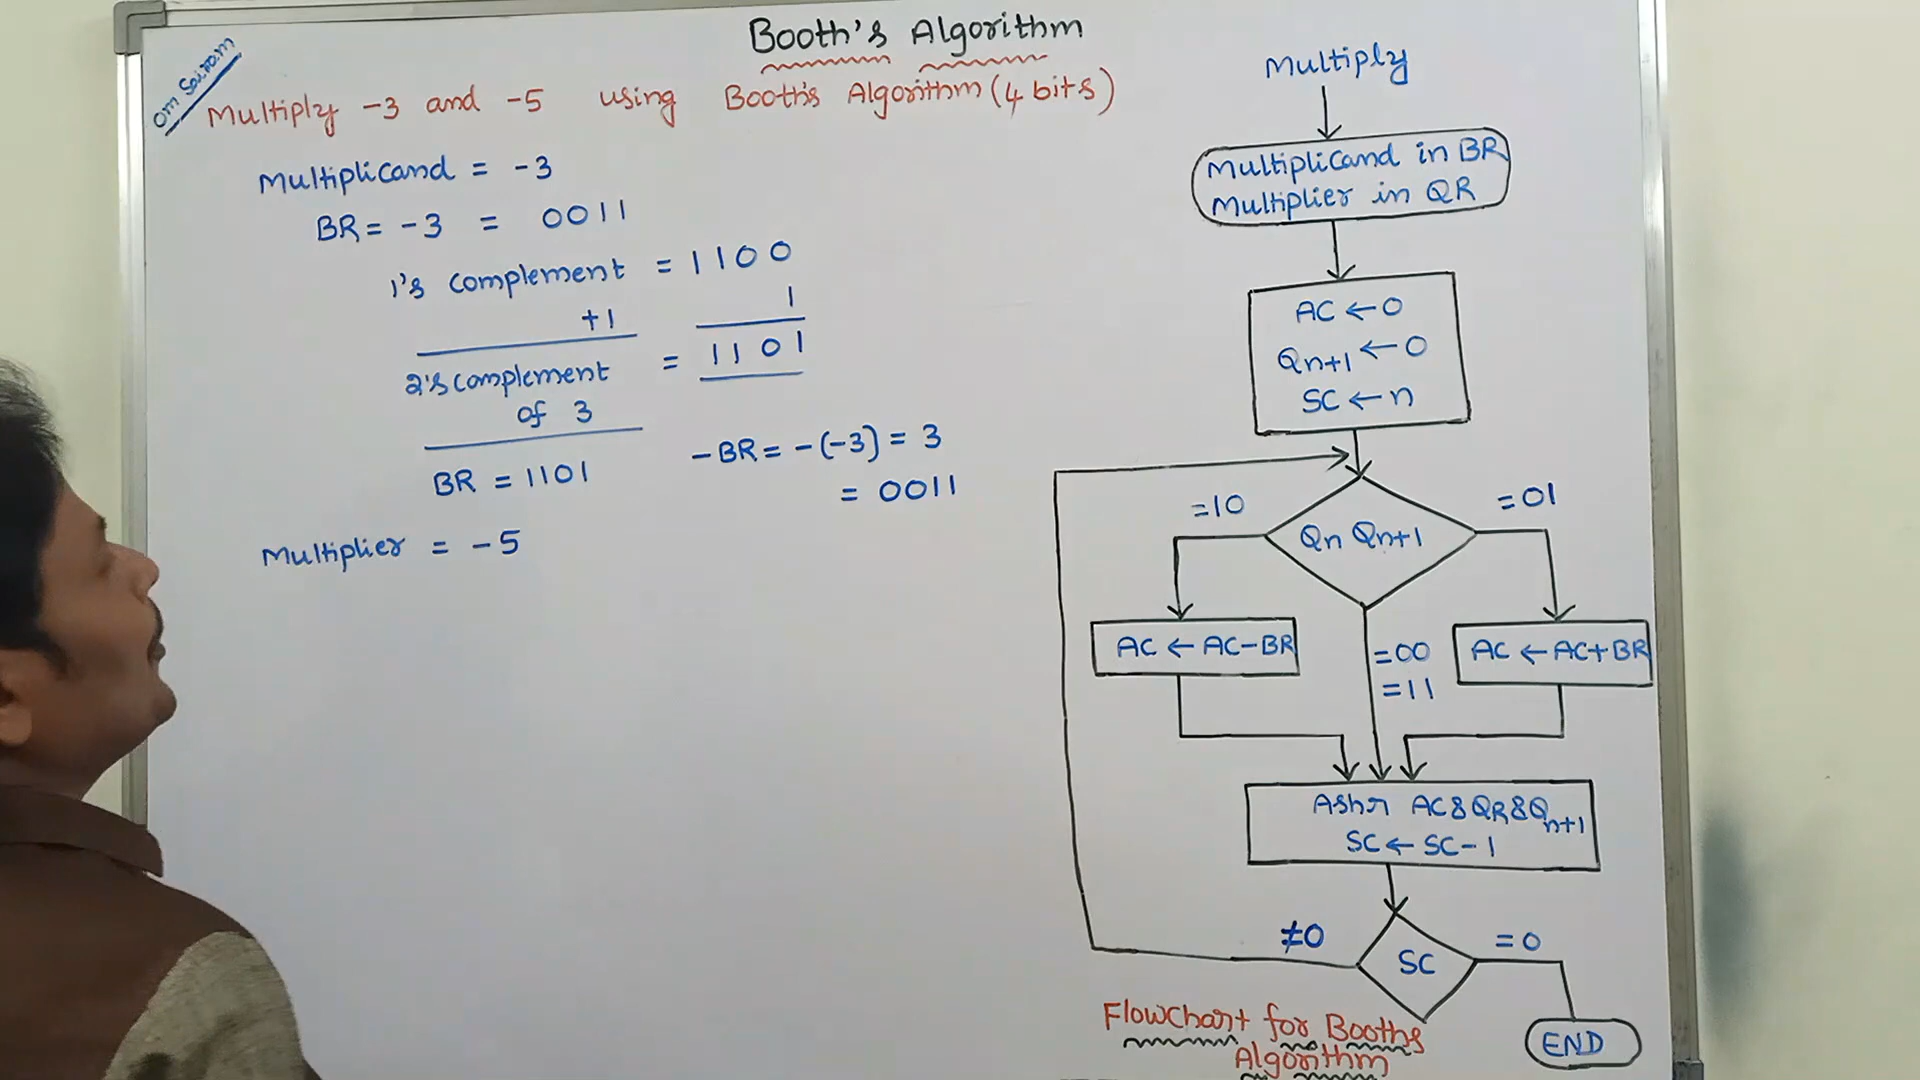 Booth's Algorithm
Om Sairam
Multiply -3 and -5 using Booth's Algorithm (4 bits)
Multiplicand = -3
BR = -3 = 0011
1's complement = 1100
+1 1
2's complement = 1101
of 3
BR = 1101
-BR = -(-3) = 3
= 0011
Multiplier = -5
Multiply
Multiplicand in BR
Multiplier in QR
AC ← 0
Qn+1 ← 0
SC ← n
=10
=01
Qn Qn+1
AC ← AC-BR
=00
=11
AC ← AC+BR
Ashr AC&QR&Qn+1
SC ← SC-1
≠0
SC
=0
END
Flowchart for Booths
Algorithm